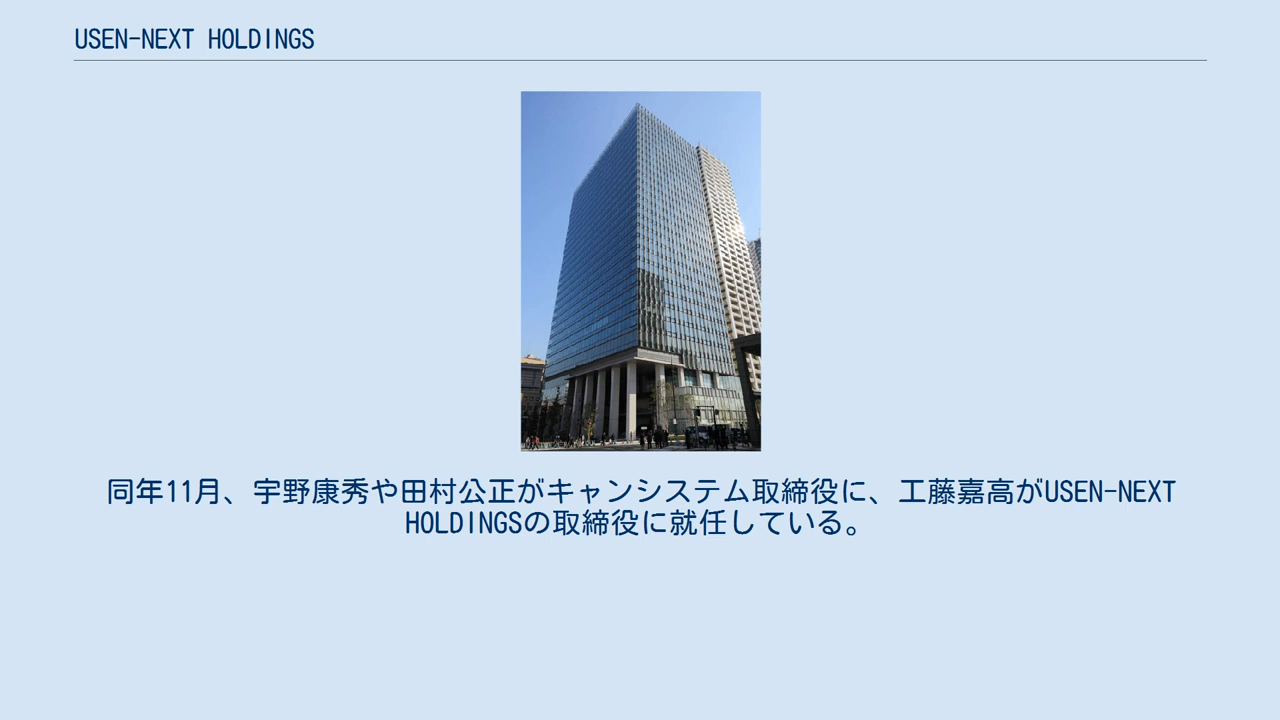 USEN-NEXT HOLDINGS
同年11月、宇野康秀や田村公正がキャンシステム取締役に、工藤嘉高がUSEN-NEXT
HOLDINGSの取締役に就任している。